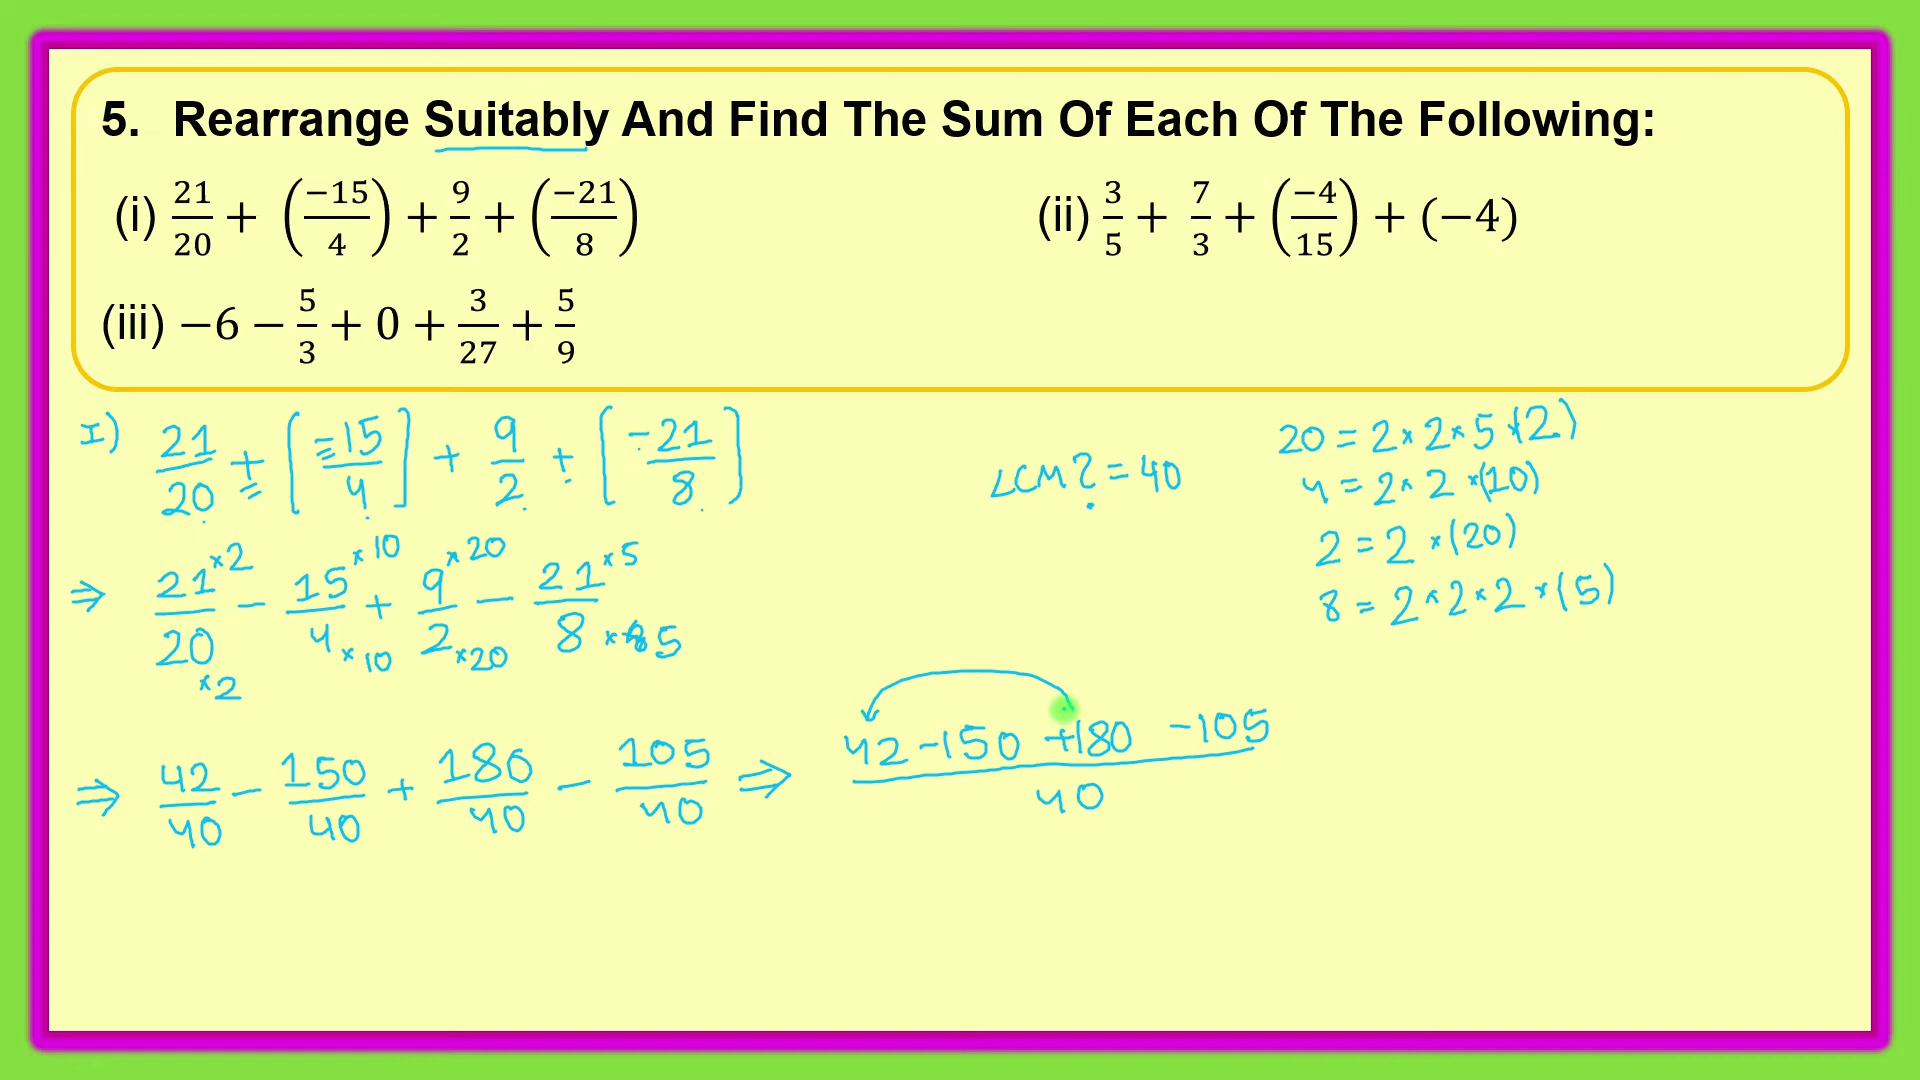 5. Rearrange Suitably And Find The Sum Of Each Of The Following:
(i) 21/20 + (−15/4) + 9/2 + (−21/8)
(ii) 3/5 + 7/3 + (−4/15) + (−4)
(iii) −6 − 5/3 + 0 + 3/27 + 5/9
I) 21/20 + [−15/4] + 9/2 + [−21/8]
LCM? = 40
20 = 2×2×5×(2)
4 = 2×2×(10)
2 = 2×(20)
8 = 2×2×2×(5)
⇒ 21×2/20×2 − 15×10/4×10 + 9×20/2×20 − 21×5/8×5
⇒ 42/40 − 150/40 + 180/40 − 105/40 ⇒ 42−150+180−105/40